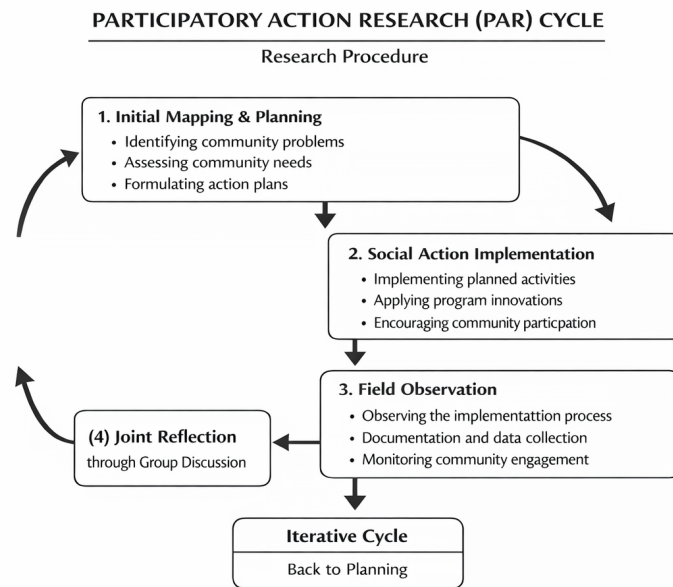 PARTICIPATORY ACTION RESEARCH (PAR) CYCLE
Research Procedure
1. Initial Mapping & Planning
• Identifying community problems
• Assessing community needs
• Formulating action plans
2. Social Action Implementation
• Implementing planned activities
• Applying program innovations
• Encouraging community particpation
3. Field Observation
• Observing the implementattion process
• Documentation and data collection
• Monitoring community engagement
(4) Joint Reflection
through Group Discussion
Iterative Cycle
Back to Planning